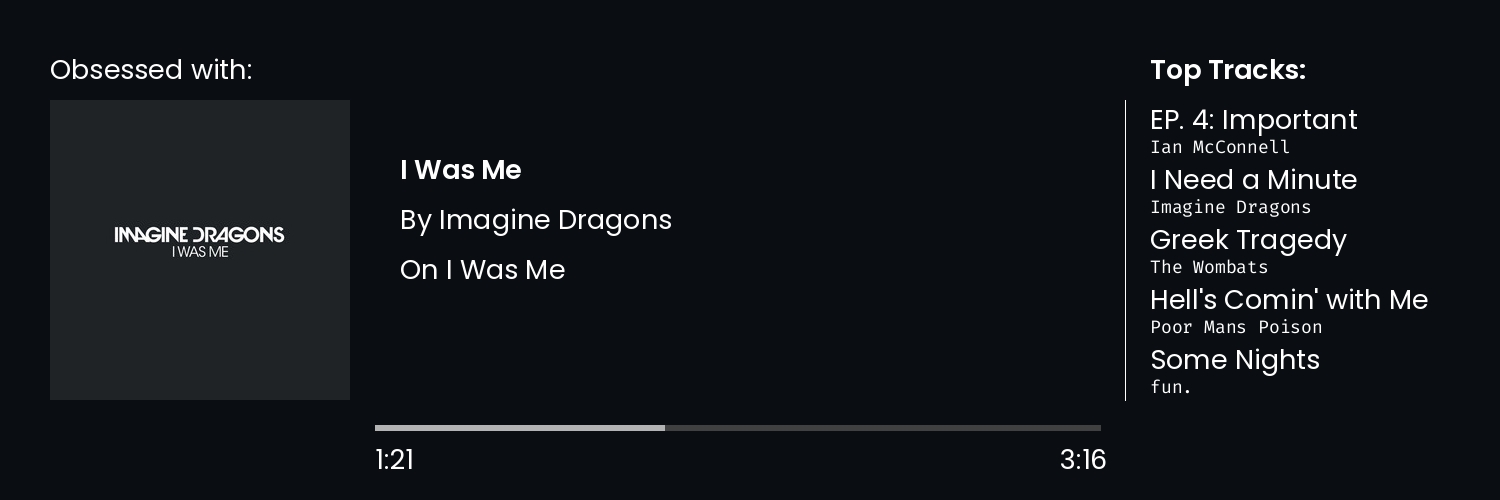 Obsessed with:
IMAGINE DRAGONS
I WAS ME
I Was Me
By Imagine Dragons
On I Was Me
1:21
3:16
Top Tracks:
EP. 4: Important
Ian McConnell
I Need a Minute
Imagine Dragons
Greek Tragedy
The Wombats
Hell's Comin' with Me
Poor Mans Poison
Some Nights
fun.